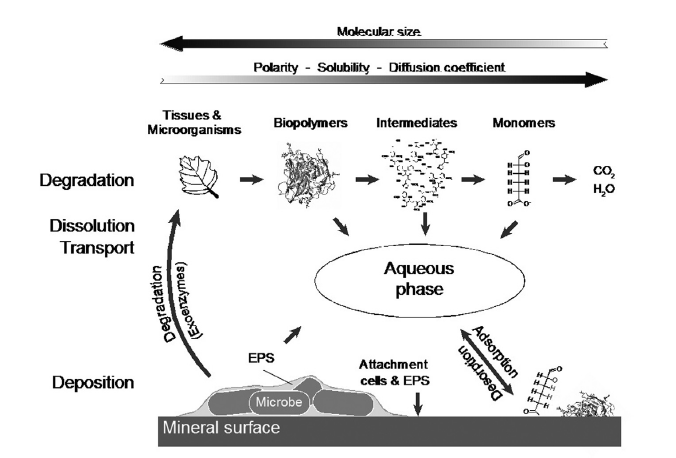 Molecular size
Polarity - Solubility - Diffusion coefficient
Tissues &
Microorganisms
Biopolymers
Intermediates
Monomers
Degradation
CO2
H2O
Dissolution
Transport
Degradation
(Exoenzymes)
Aqueous
phase
EPS
Attachment
cells & EPS
Adsorption
Desorption
Deposition
Microbe
Mineral surface